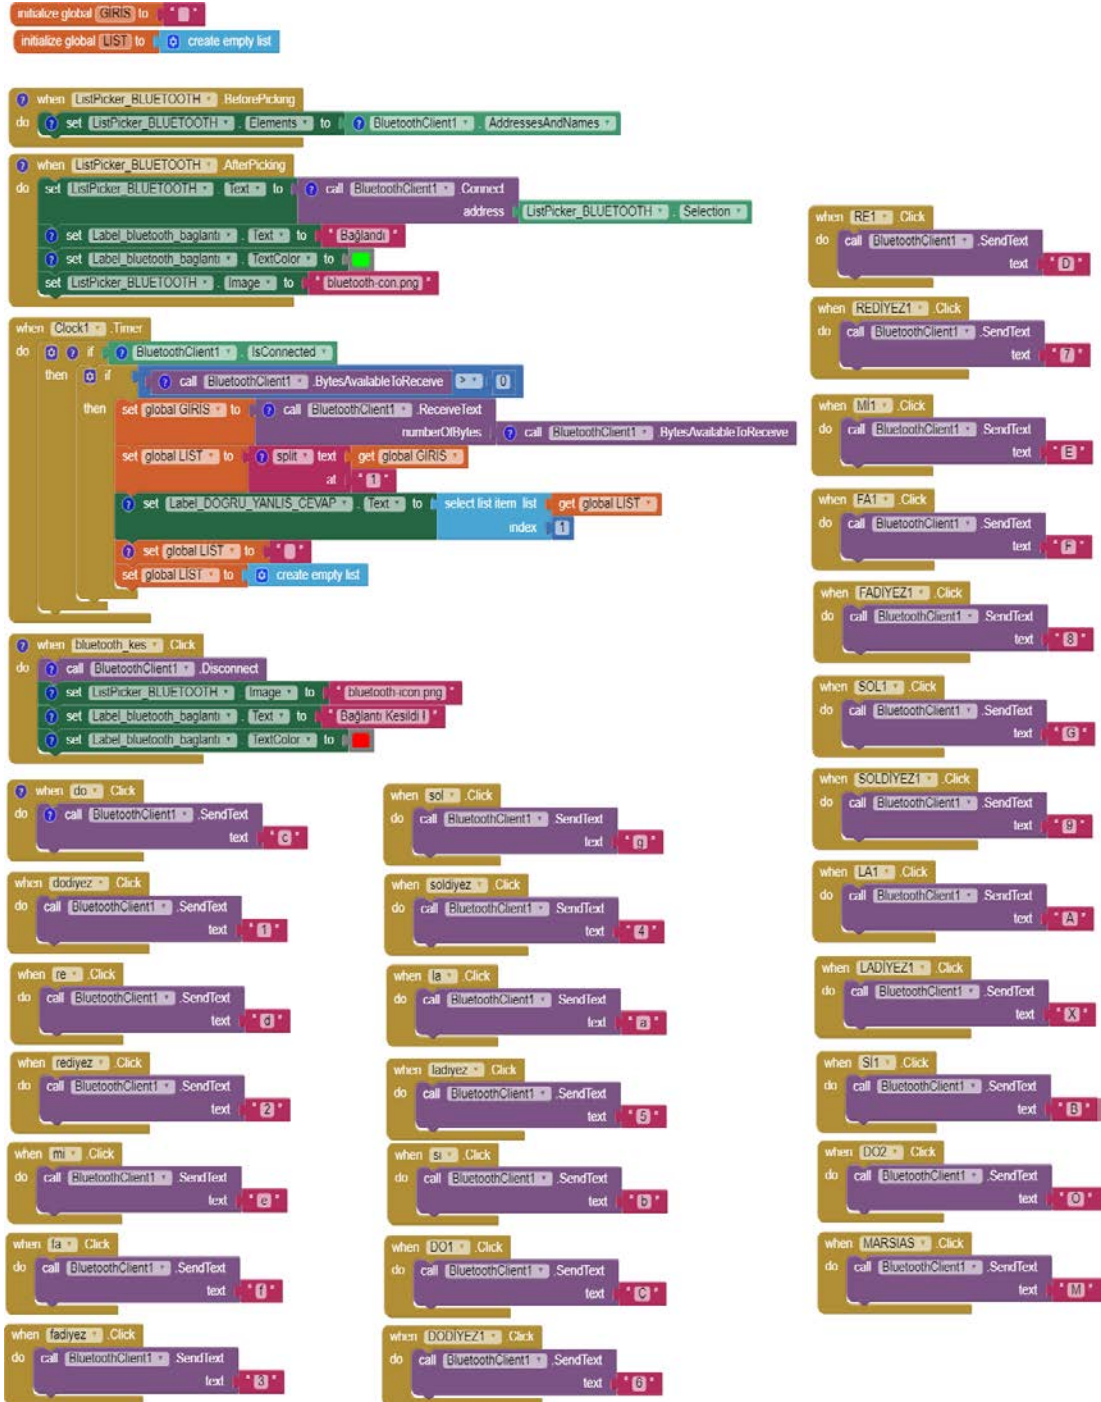 initialize global GIRIS to " "
initialize global LIST to create empty list
when ListPicker_BLUETOOTH .BeforePicking
do set ListPicker_BLUETOOTH . Elements to BluetoothClient1 . AddressesAndNames
when ListPicker_BLUETOOTH .AfterPicking
do set ListPicker_BLUETOOTH . Text to call BluetoothClient1 .Connect
address ListPicker_BLUETOOTH . Selection
set Label_bluetooth_baglantı . Text to " Bağlandı "
set Label_bluetooth_baglantı . TextColor to
set ListPicker_BLUETOOTH . Image to " bluetooth-con.png "
when Clock1 .Timer
do if BluetoothClient1 . IsConnected
then if call BluetoothClient1 .BytesAvailableToReceive > 0
then set global GIRIS to call BluetoothClient1 .ReceiveText
numberOfBytes call BluetoothClient1 .BytesAvailableToReceive
set global LIST to split text get global GIRIS
at " 1 "
set Label_DOGRU_YANLIS_CEVAP . Text to select list item list get global LIST
index 1
set global LIST to " "
set global LIST to create empty list
when bluetooth_kes .Click
do call BluetoothClient1 .Disconnect
set ListPicker_BLUETOOTH . Image to " bluetooth-icon.png "
set Label_bluetooth_baglantı . Text to " Bağlantı Kesildi ! "
set Label_bluetooth_baglantı . TextColor to
when do .Click
do call BluetoothClient1 .SendText
text " c "
when dodiyez .Click
do call BluetoothClient1 .SendText
text " 1 "
when re .Click
do call BluetoothClient1 .SendText
text " d "
when rediyez .Click
do call BluetoothClient1 .SendText
text " 2 "
when mi .Click
do call BluetoothClient1 .SendText
text " e "
when fa .Click
do call BluetoothClient1 .SendText
text " f "
when fadiyez .Click
do call BluetoothClient1 .SendText
text " 3 "
when sol .Click
do call BluetoothClient1 .SendText
text " g "
when soldiyez .Click
do call BluetoothClient1 .SendText
text " 4 "
when la .Click
do call BluetoothClient1 .SendText
text " a "
when ladiyez .Click
do call BluetoothClient1 .SendText
text " 5 "
when si .Click
do call BluetoothClient1 .SendText
text " b "
when DO1 .Click
do call BluetoothClient1 .SendText
text " C "
when DODİYEZ1 .Click
do call BluetoothClient1 .SendText
text " 6 "
when RE1 .Click
do call BluetoothClient1 .SendText
text " D "
when REDİYEZ1 .Click
do call BluetoothClient1 .SendText
text " 7 "
when Mİ1 .Click
do call BluetoothClient1 .SendText
text " E "
when FA1 .Click
do call BluetoothClient1 .SendText
text " F "
when FADİYEZ1 .Click
do call BluetoothClient1 .SendText
text " 8 "
when SOL1 .Click
do call BluetoothClient1 .SendText
text " G "
when SOLDİYEZ1 .Click
do call BluetoothClient1 .SendText
text " 9 "
when LA1 .Click
do call BluetoothClient1 .SendText
text " A "
when LADİYEZ1 .Click
do call BluetoothClient1 .SendText
text " X "
when Sİ1 .Click
do call BluetoothClient1 .SendText
text " B "
when DO2 .Click
do call BluetoothClient1 .SendText
text " O "
when MARSIAS .Click
do call BluetoothClient1 .SendText
text " M "